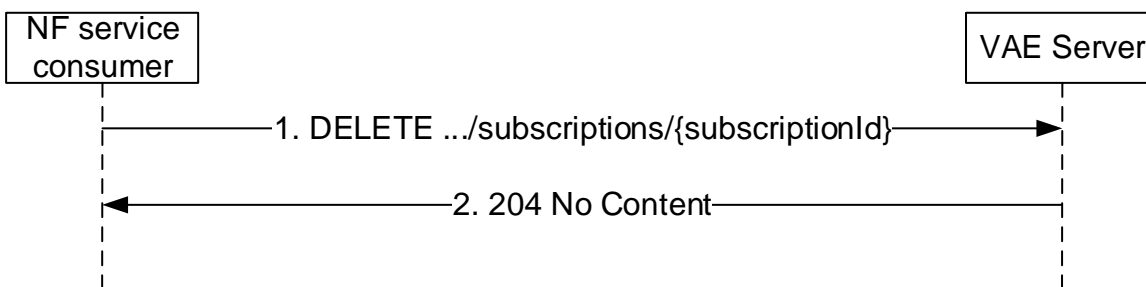 NF service
consumer
VAE Server
1. DELETE .../subscriptions/{subscriptionId}
2. 204 No Content